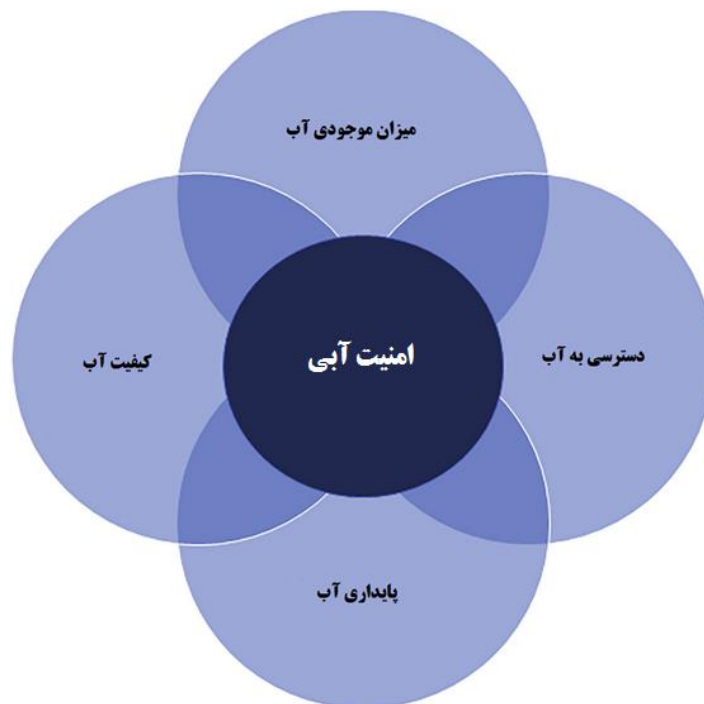 میزان موجودی آب
دسترسی به آب
امنیت آبی
کیفیت آب
پایداری آب